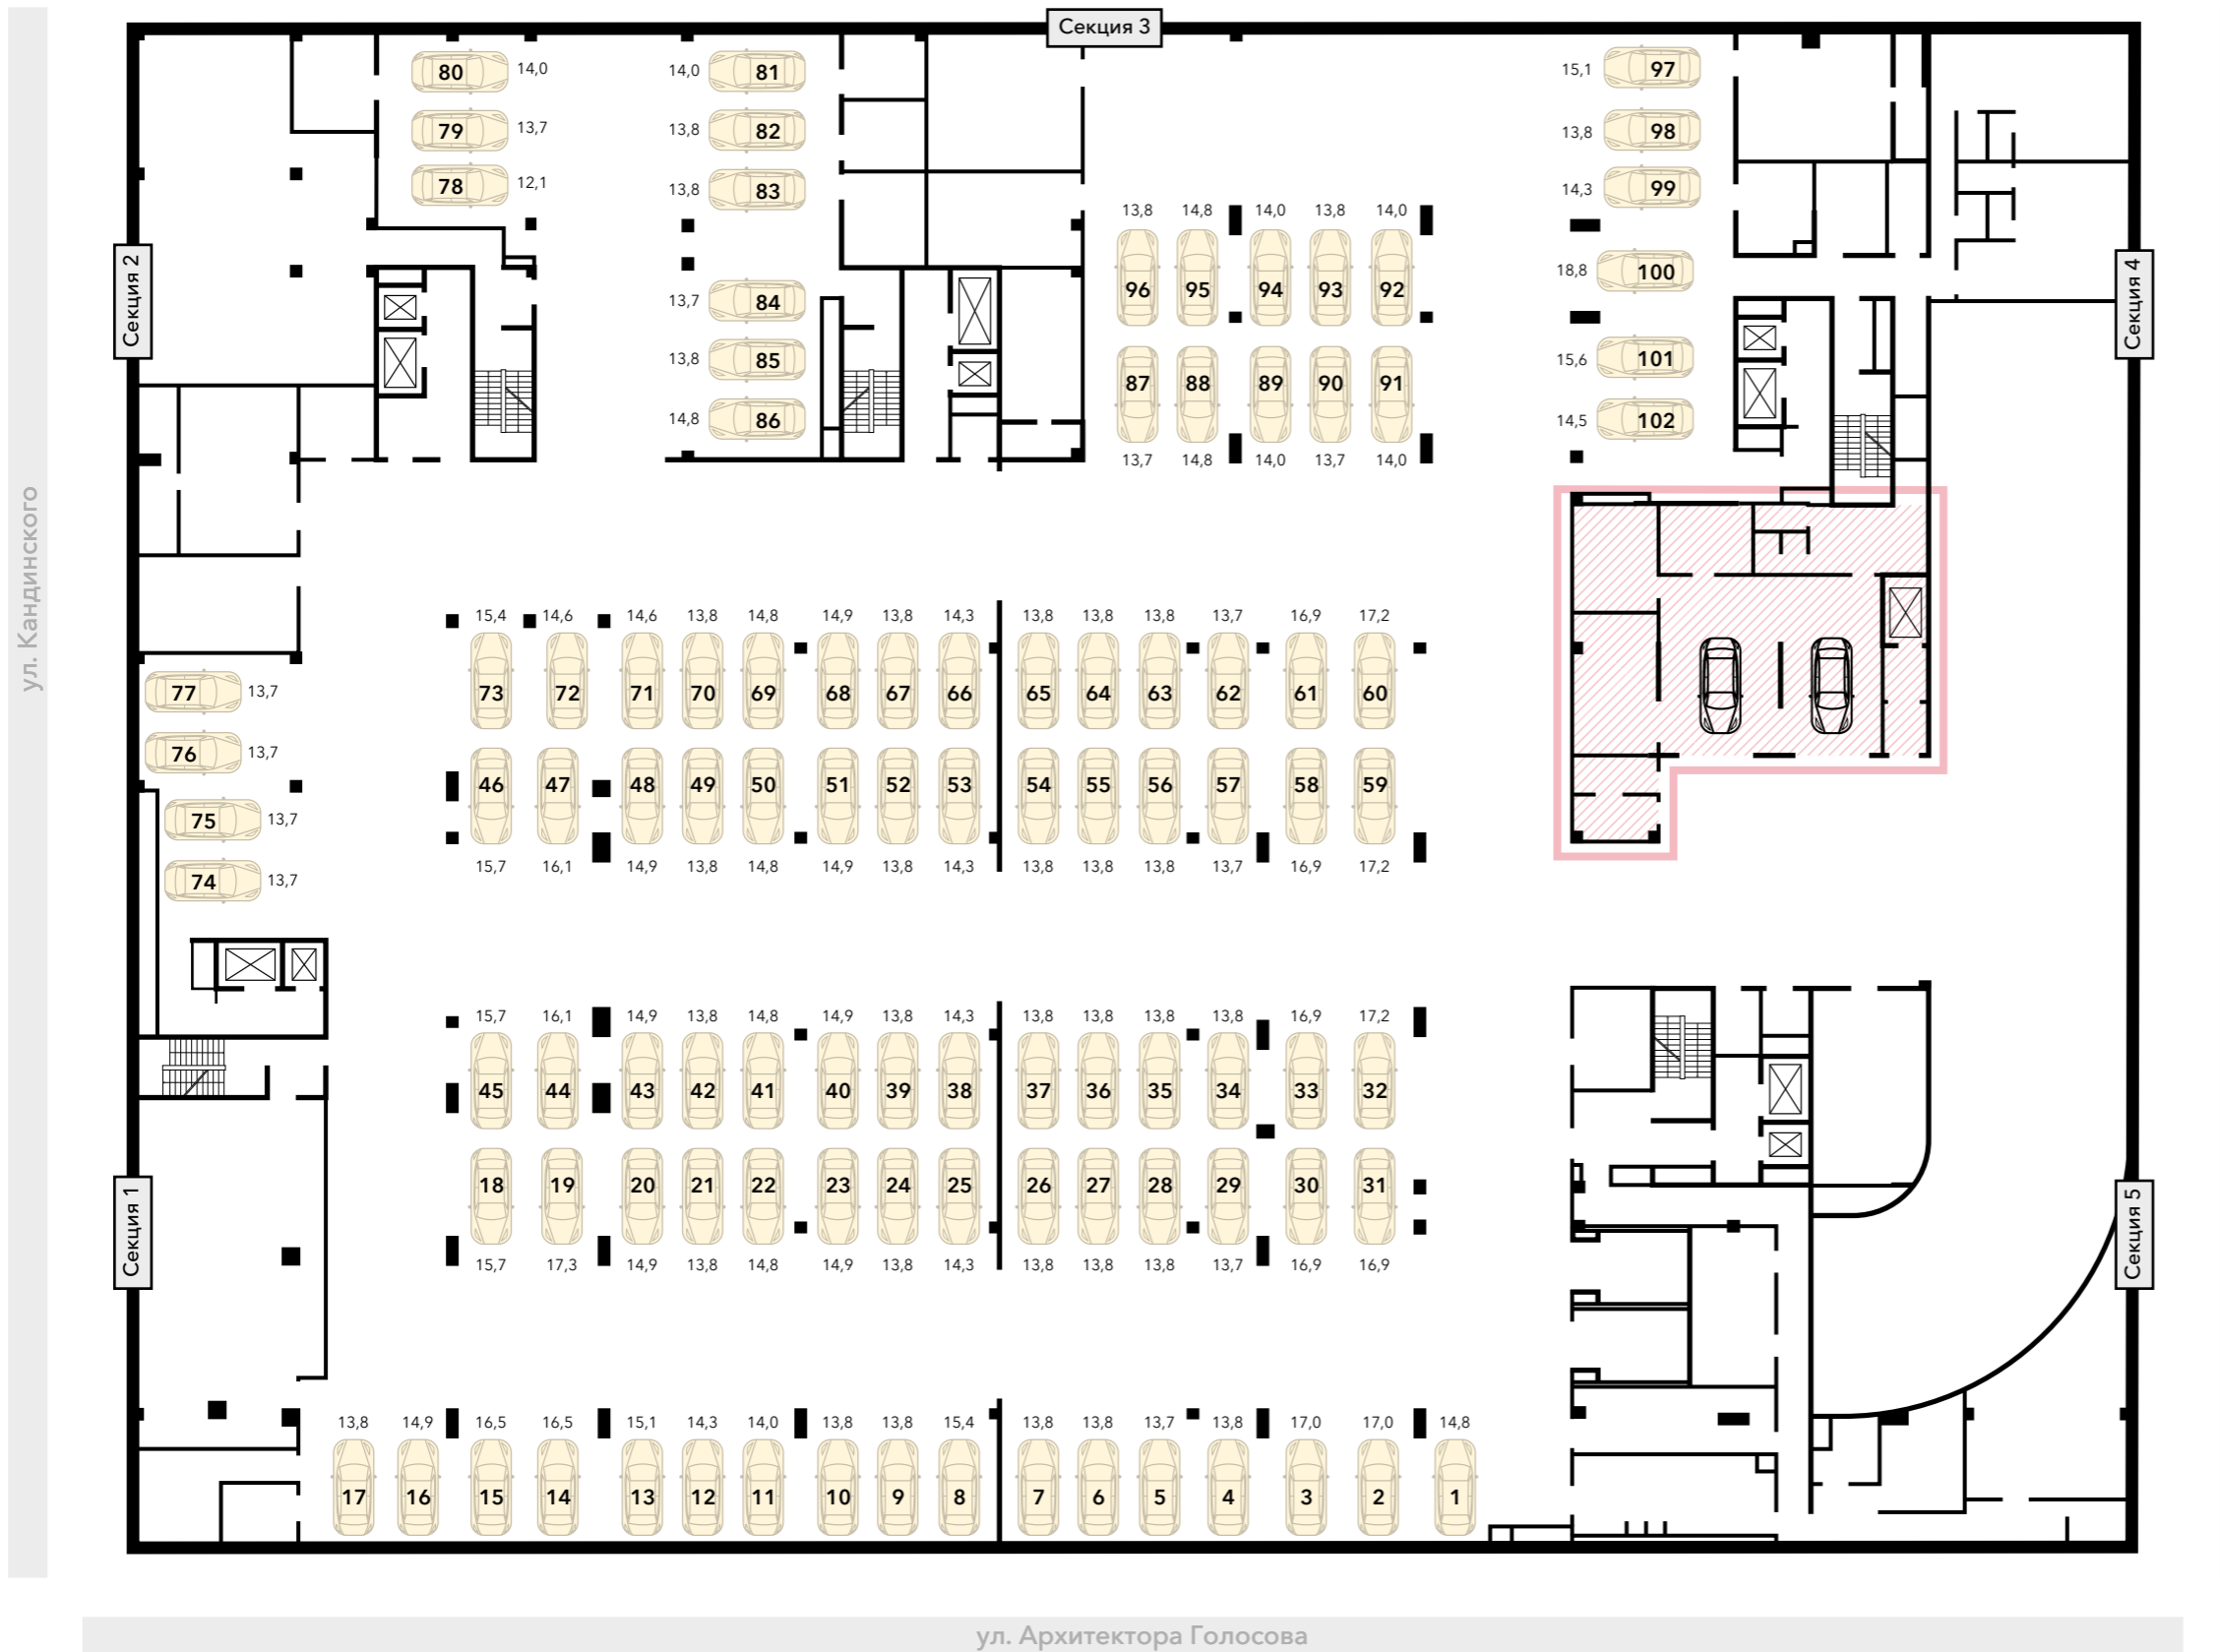 Секция 3
80 14,0 14,0 81 15,1 97
79 13,7 13,8 82 13,8 98
78 12,1 13,8 83 14,3 99
13,8 14,8 14,0 13,8 14,0
Секция 2
Секция 4
96 95 94 93 92
18,8 100
13,7 84
13,8 85 15,6 101
87 88 89 90 91
14,8 86 14,5 102
13,7 14,8 14,0 13,7 14,0
ул. Кандинского
15,4 14,6 14,6 13,8 14,8 14,9 13,8 14,3 13,8 13,8 13,8 13,7 16,9 17,2
77 13,7
73 72 71 70 69 68 67 66 65 64 63 62 61 60
76 13,7
46 47 48 49 50 51 52 53 54 55 56 57 58 59
75 13,7
15,7 16,1 14,9 13,8 14,8 14,9 13,8 14,3 13,8 13,8 13,8 13,7 16,9 17,2
74 13,7
15,7 16,1 14,9 13,8 14,8 14,9 13,8 14,3 13,8 13,8 13,8 13,8 16,9 17,2
45 44 43 42 41 40 39 38 37 36 35 34 33 32
18 19 20 21 22 23 24 25 26 27 28 29 30 31
Секция 1
Секция 5
15,7 17,3 14,9 13,8 14,8 14,9 13,8 14,3 13,8 13,8 13,8 13,7 16,9 16,9
13,8 14,9 16,5 16,5 15,1 14,3 14,0 13,8 13,8 15,4 13,8 13,8 13,7 13,8 17,0 17,0 14,8
17 16 15 14 13 12 11 10 9 8 7 6 5 4 3 2 1
ул. Архитектора Голосова